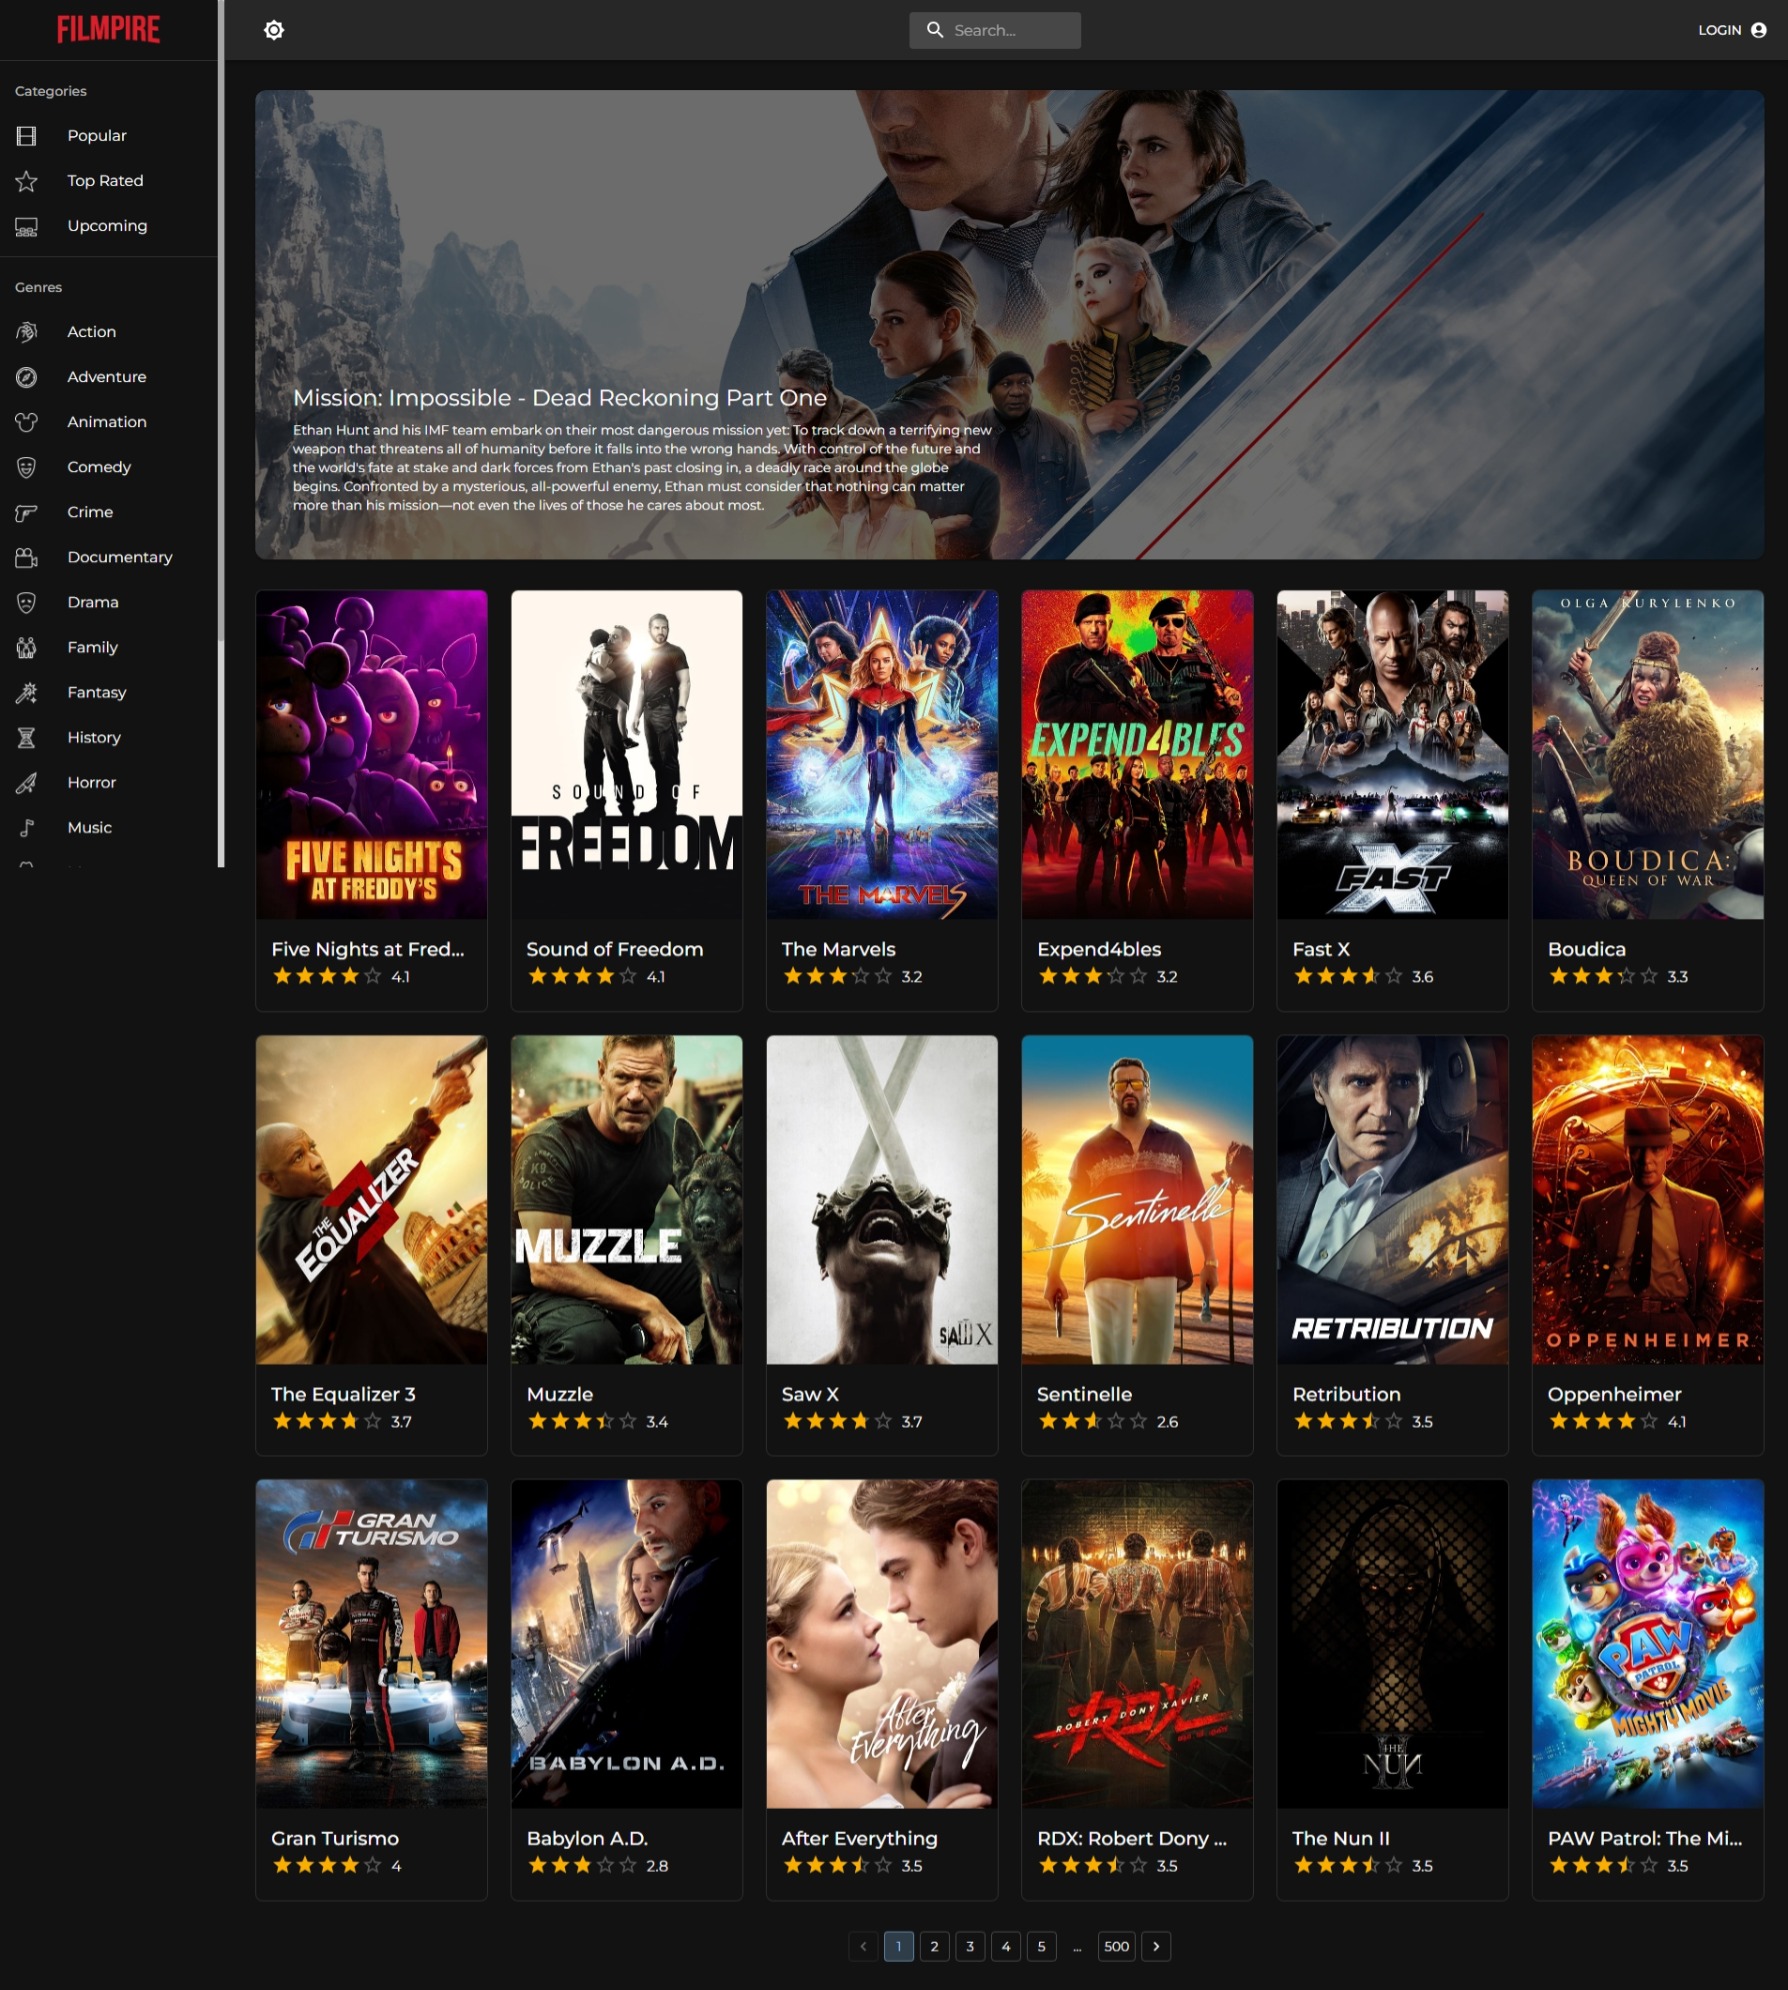 FILMPIRE
Search...
LOGIN
Categories
Popular
Top Rated
Upcoming
Genres
Action
Adventure
Animation
Comedy
Crime
Documentary
Drama
Family
Fantasy
History
Horror
Music
Mission: Impossible - Dead Reckoning Part One
Ethan Hunt and his IMF team embark on their most dangerous mission yet: To track down a terrifying new
weapon that threatens all of humanity before it falls into the wrong hands. With control of the future and
the world's fate at stake and dark forces from Ethan's past closing in, a deadly race around the globe
begins. Confronted by a mysterious, all-powerful enemy, Ethan must consider that nothing can matter
more than his mission—not even the lives of those he cares about most.
FIVE NIGHTS
AT FREDDY'S
Five Nights at Fred...
4.1
SOUND OF
FREEDOM
Sound of Freedom
4.1
THE MARVELS
The Marvels
3.2
EXPEND4BLES
Expend4bles
3.2
FAST X
Fast X
3.6
OLGA KURYLENKO
BOUDICA:
QUEEN OF WAR
Boudica
3.3
THE
EQUALIZER
3
The Equalizer 3
3.7
K9
POLICE
MUZZLE
Muzzle
3.4
SAW X
Saw X
3.7
Sentinelle
Sentinelle
2.6
RETRIBUTION
Retribution
3.5
OPPENHEIMER
Oppenheimer
4.1
GRAN
TURISMO
NISSAN
Gran Turismo
4
BABYLON A.D.
Babylon A.D.
2.8
After
Everything
After Everything
3.5
RDX
ROBERT DONY XAVIER
RDX: Robert Dony ...
3.5
THE
NUN
II
The Nun II
3.5
PAW
PATROL
THE
MIGHTY MOVIE
PAW Patrol: The Mi...
3.5
1
2
3
4
5
...
500